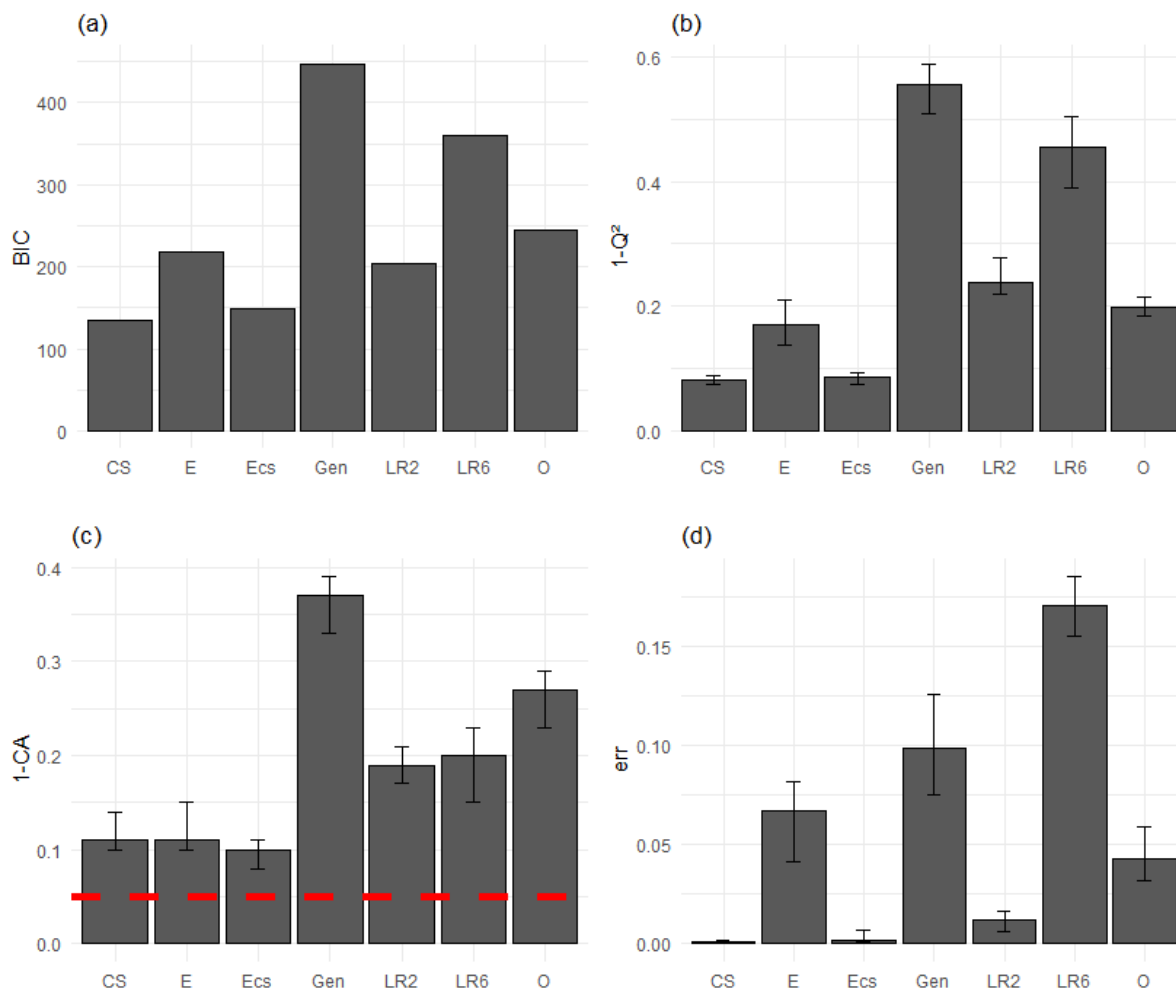 (a)
BIC
400
300
200
100
0
CS E Ecs Gen LR2 LR6 O
(b)
1-Q²
0.6
0.4
0.2
0.0
CS E Ecs Gen LR2 LR6 O
(c)
1-CA
0.4
0.3
0.2
0.1
0.0
CS E Ecs Gen LR2 LR6 O
(d)
err
0.15
0.10
0.05
0.00
CS E Ecs Gen LR2 LR6 O